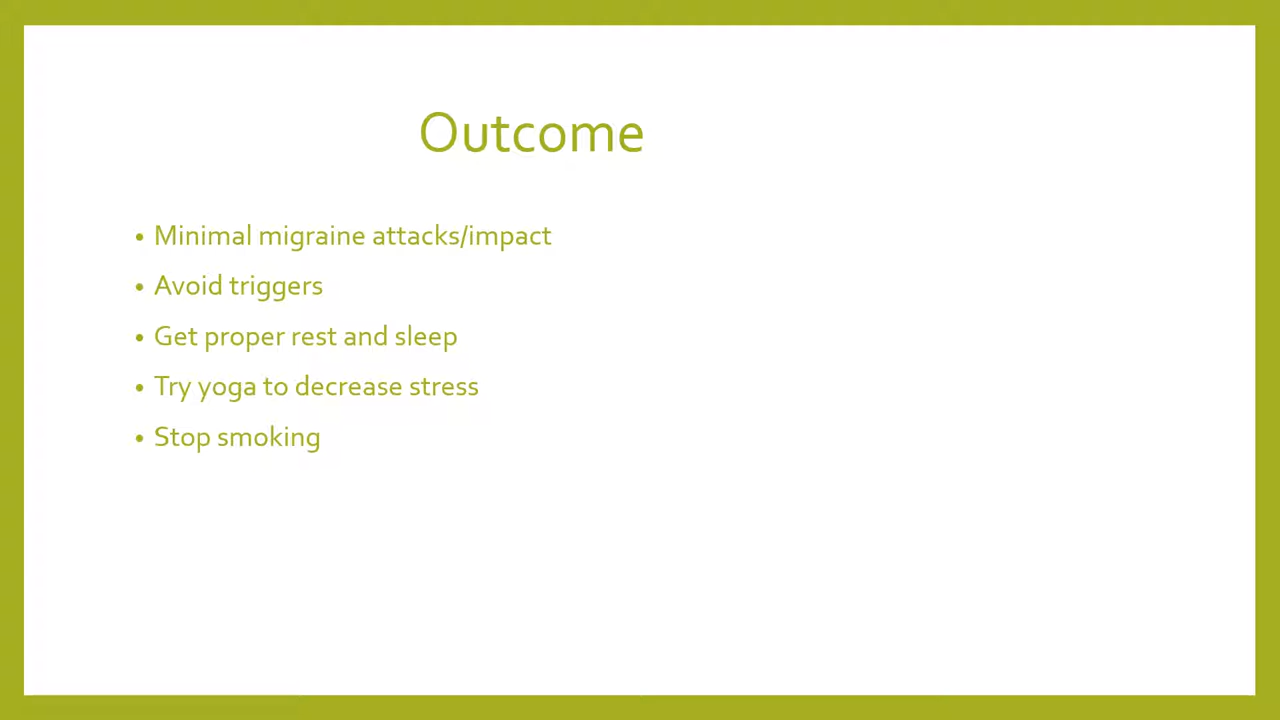 Outcome
• Minimal migraine attacks/impact
• Avoid triggers
• Get proper rest and sleep
• Try yoga to decrease stress
• Stop smoking